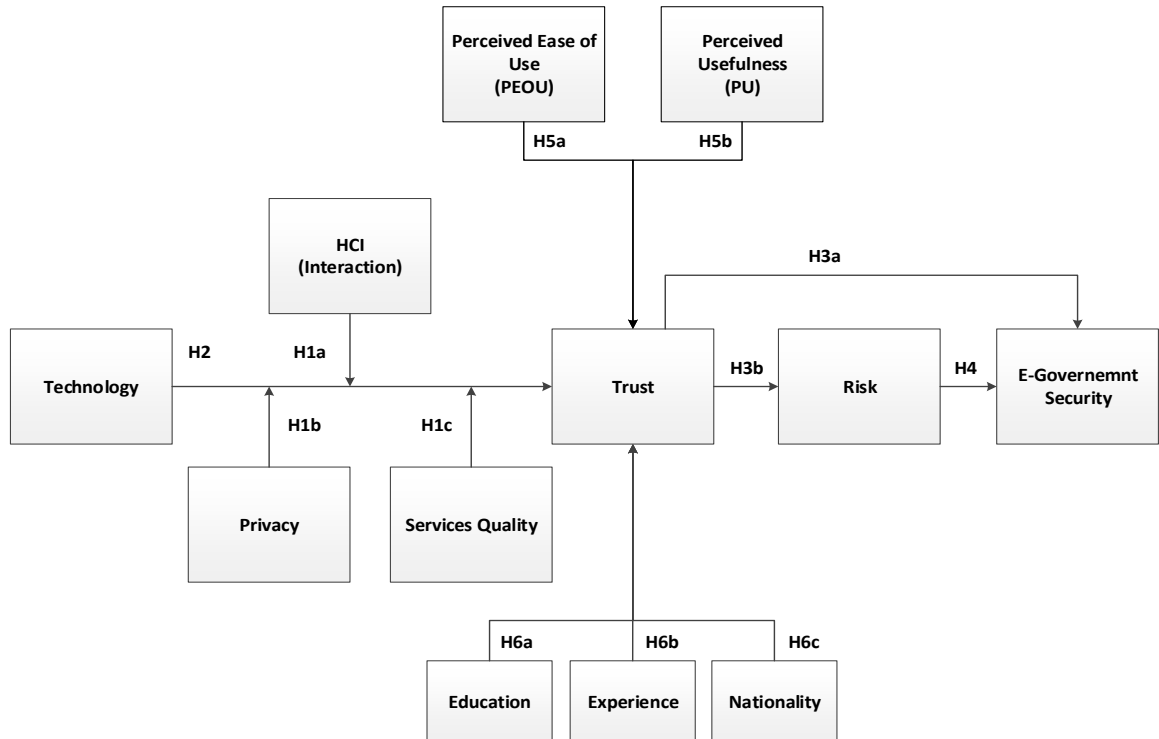 Perceived Ease of
Use
(PEOU)
Perceived
Usefulness
(PU)
H5a
H5b
HCI
(Interaction)
H3a
H2
H1a
Technology
Trust
H3b
Risk
H4
E-Governemnt
Security
H1b
H1c
Privacy
Services Quality
H6a
H6b
H6c
Education
Experience
Nationality